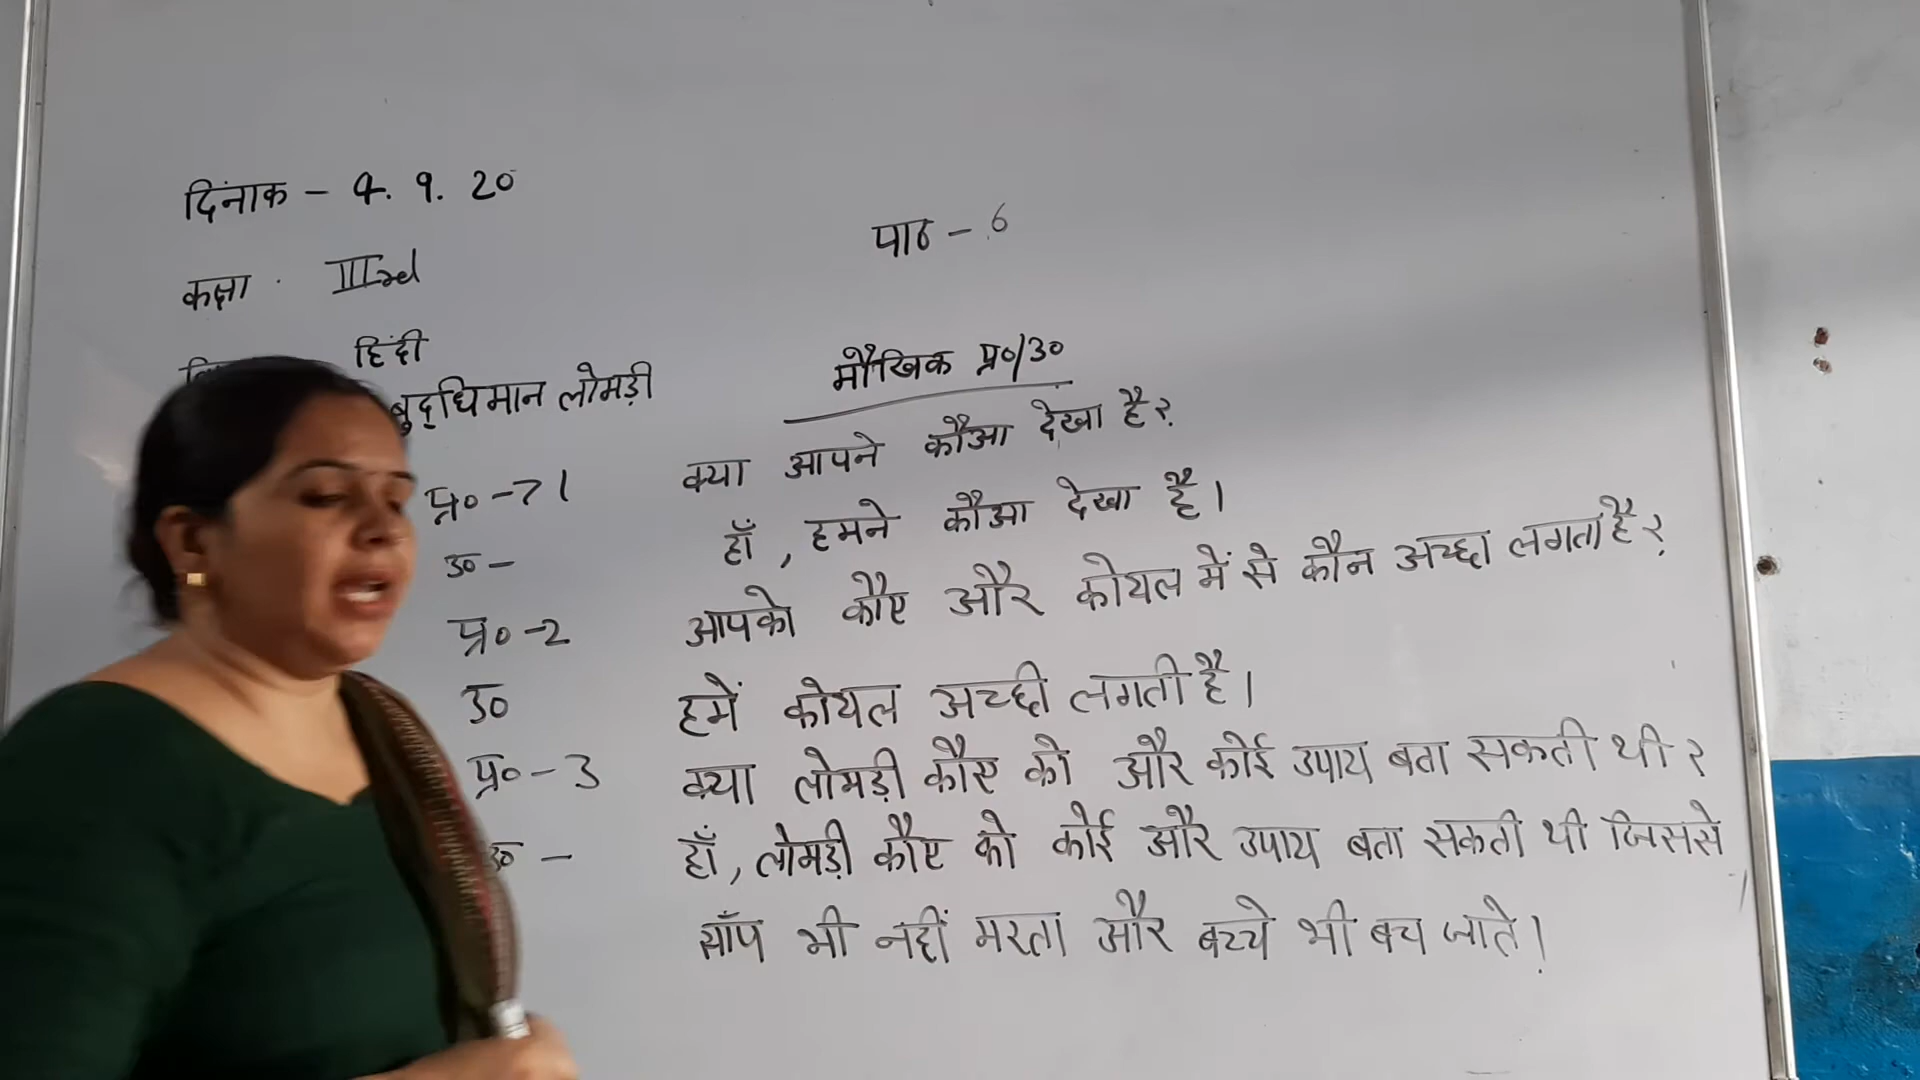 दिंनाक - 4. 9. 20
पाठ - 6
कक्षा . IIIrd
हिंदी
बुद्धिमान लोमड़ी
मौखिक प्र०/उ०
प्र० -> 1 क्या आपने कौआ देखा है?
उ० - हाँ, हमने कौआ देखा है।
प्र० - 2 आपको कौए और कोयल में से कौन अच्छा लगता है?
उ० हमें कोयल अच्छी लगती है।
प्र० - 3 क्या लोमड़ी कौए को और कोई उपाय बता सकती थी?
उ० - हाँ, लोमड़ी कौए को कोई और उपाय बता सकती थी जिससे
साँप भी नहीं मरता और बच्चे भी बच जाते।